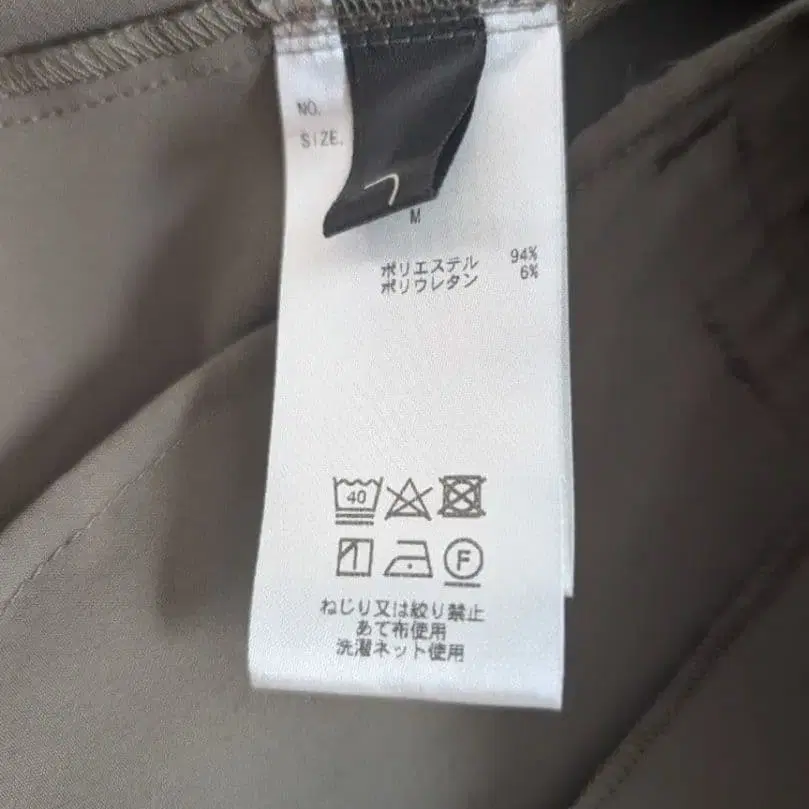 NO.
SIZE.
M
ポリエステル 94%
ポリウレタン 6%
40
F
ねじり又は絞り禁止
あて布使用
洗濯ネット使用